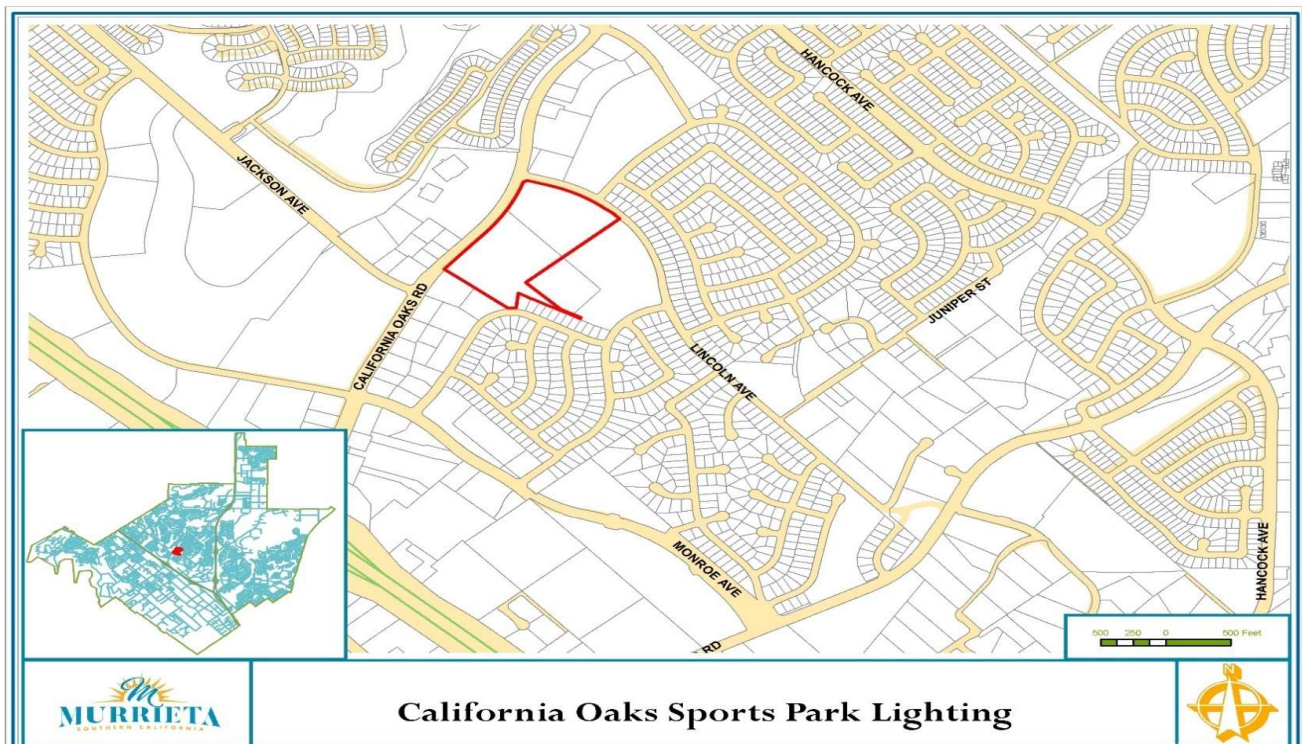 HANCOCK AVE
JACKSON AVE
CALIFORNIA OAKS RD
JUNIPER ST
LINCOLN AVE
MONROE AVE
HANCOCK AVE
RD
500 250 0 500 Feet
N
M
MURRIETA
SOUTHERN CALIFORNIA
California Oaks Sports Park Lighting